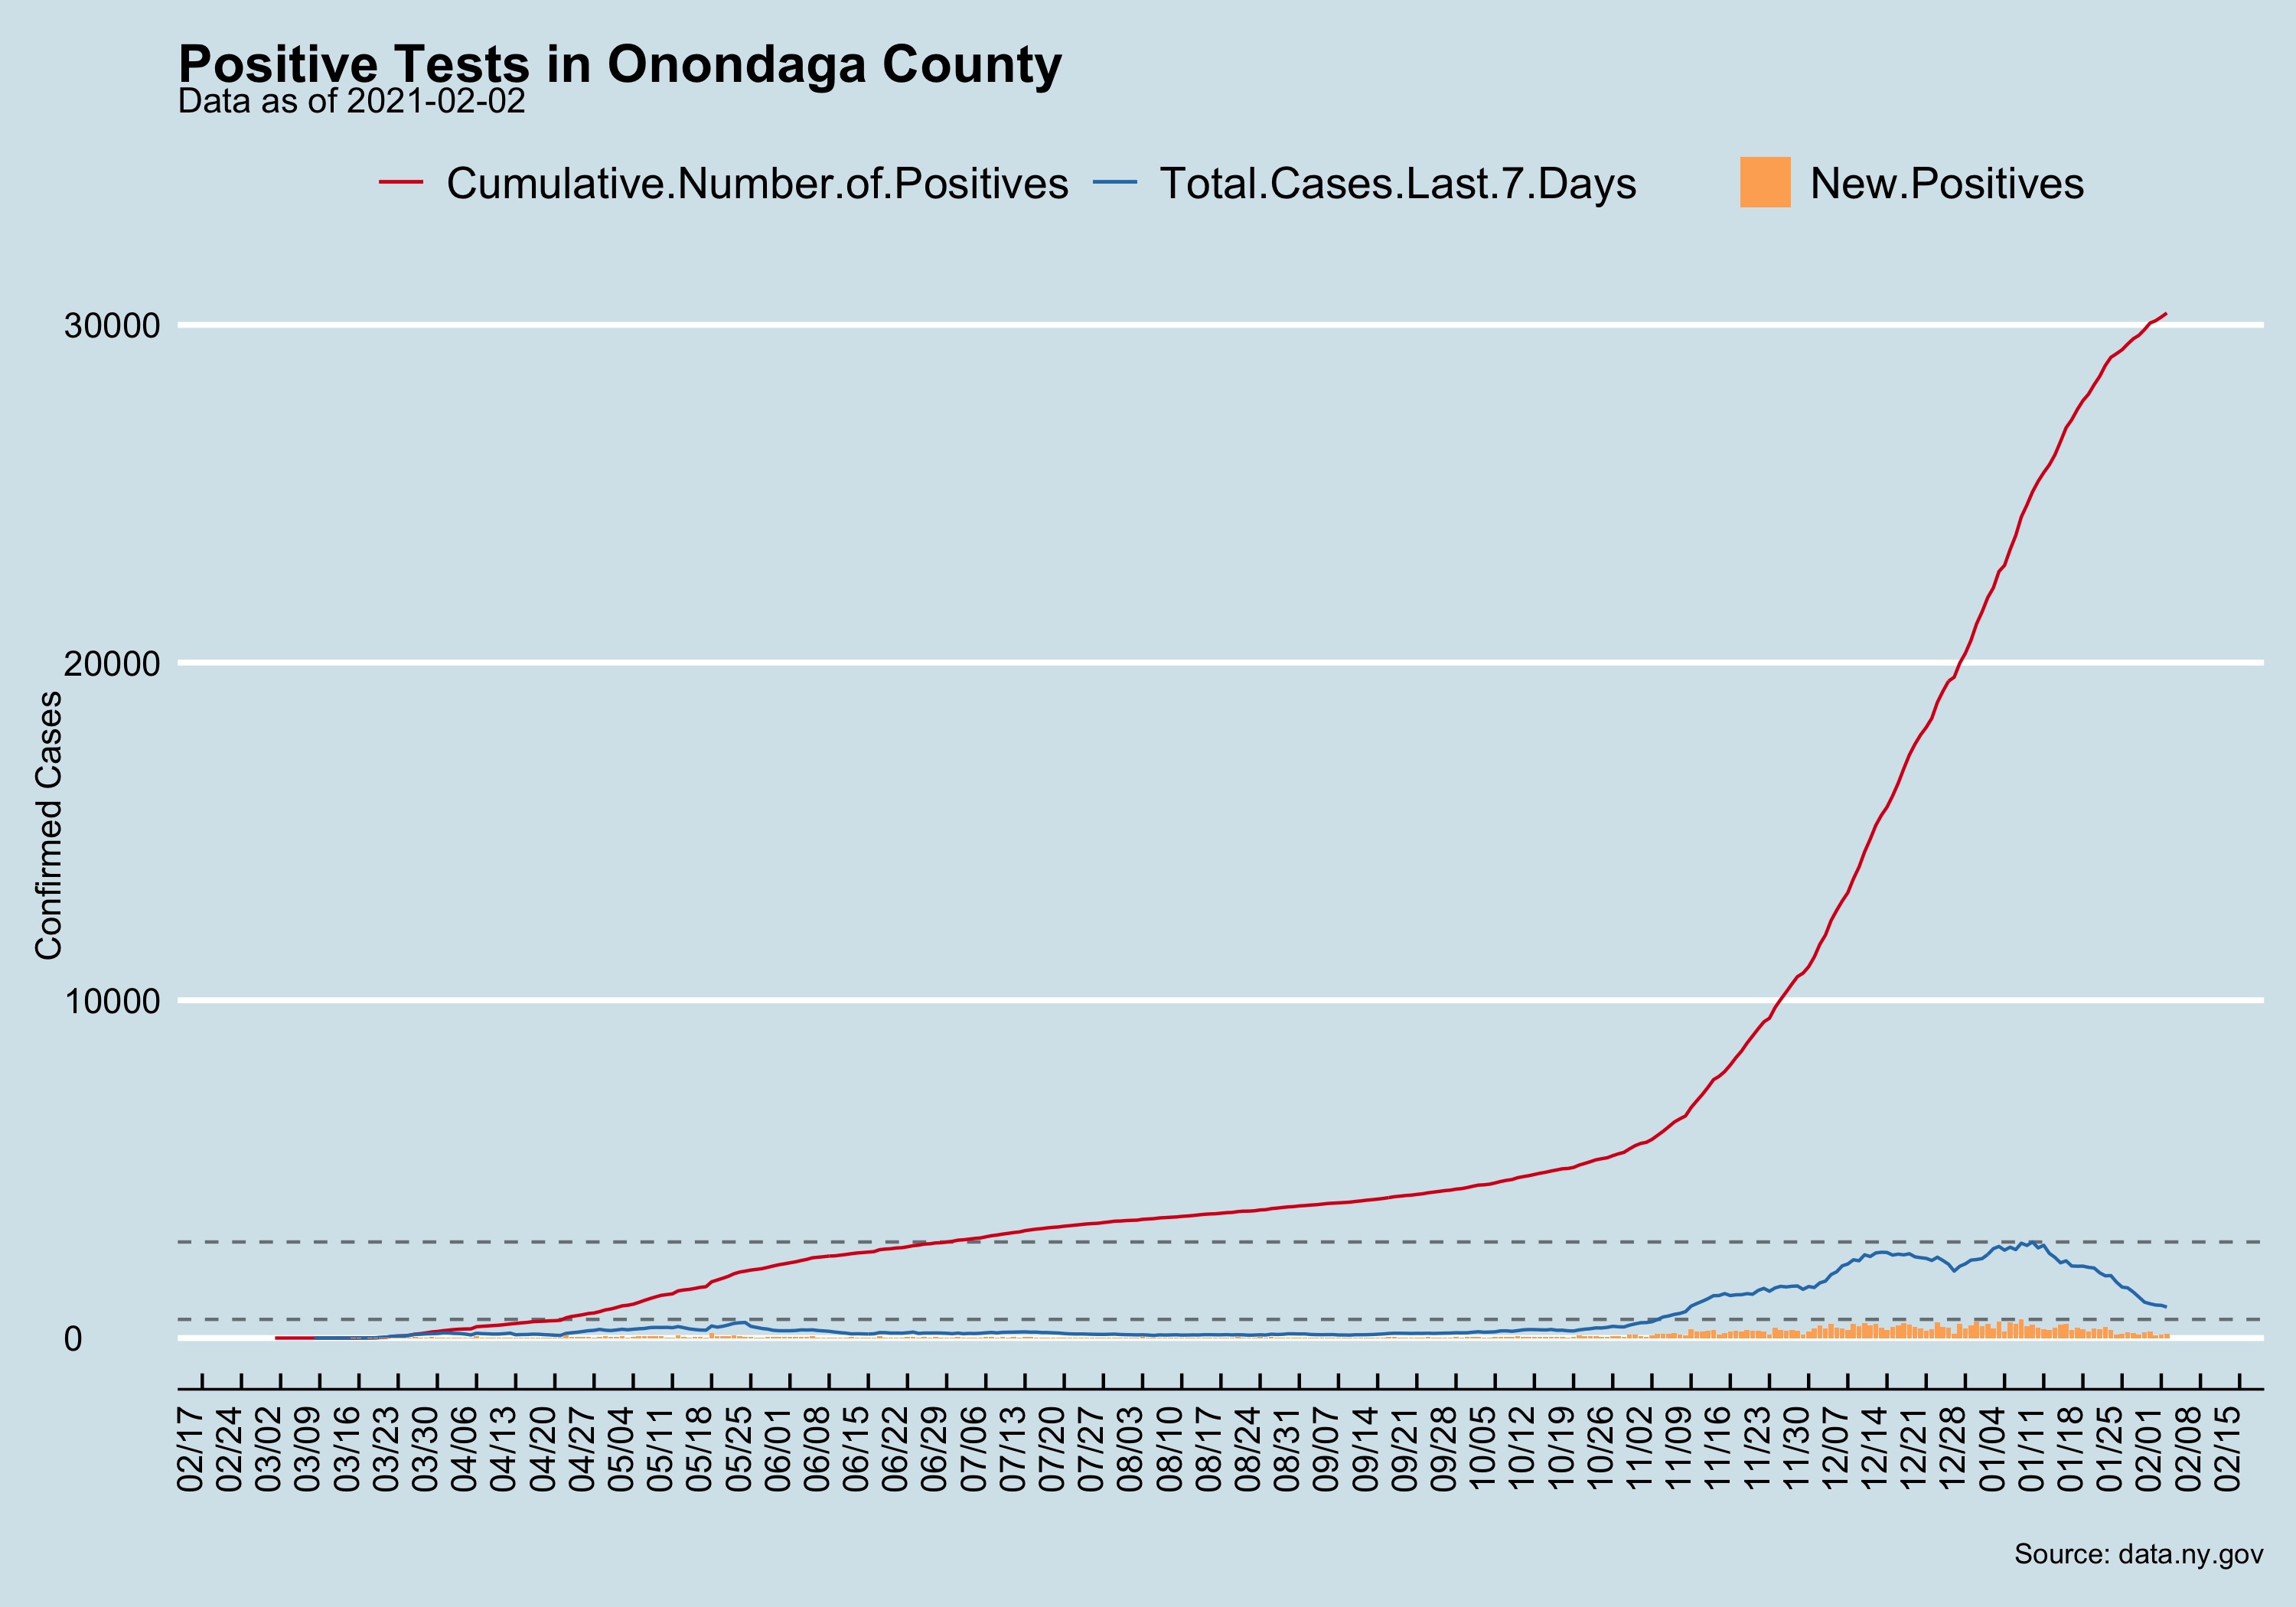 Positive Tests in Onondaga County
Data as of 2021-02-02
Cumulative.Number.of.Positives Total.Cases.Last.7.Days New.Positives
30000
20000
10000
0
Confirmed Cases
02/17 02/24 03/02 03/09 03/16 03/23 03/30 04/06 04/13 04/20 04/27 05/04 05/11 05/18 05/25 06/01 06/08 06/15 06/22 06/29 07/06 07/13 07/20 07/27 08/03 08/10 08/17 08/24 08/31 09/07 09/14 09/21 09/28 10/05 10/12 10/19 10/26 11/02 11/09 11/16 11/23 11/30 12/07 12/14 12/21 12/28 01/04 01/11 01/18 01/25 02/01 02/08 02/15
Source: data.ny.gov